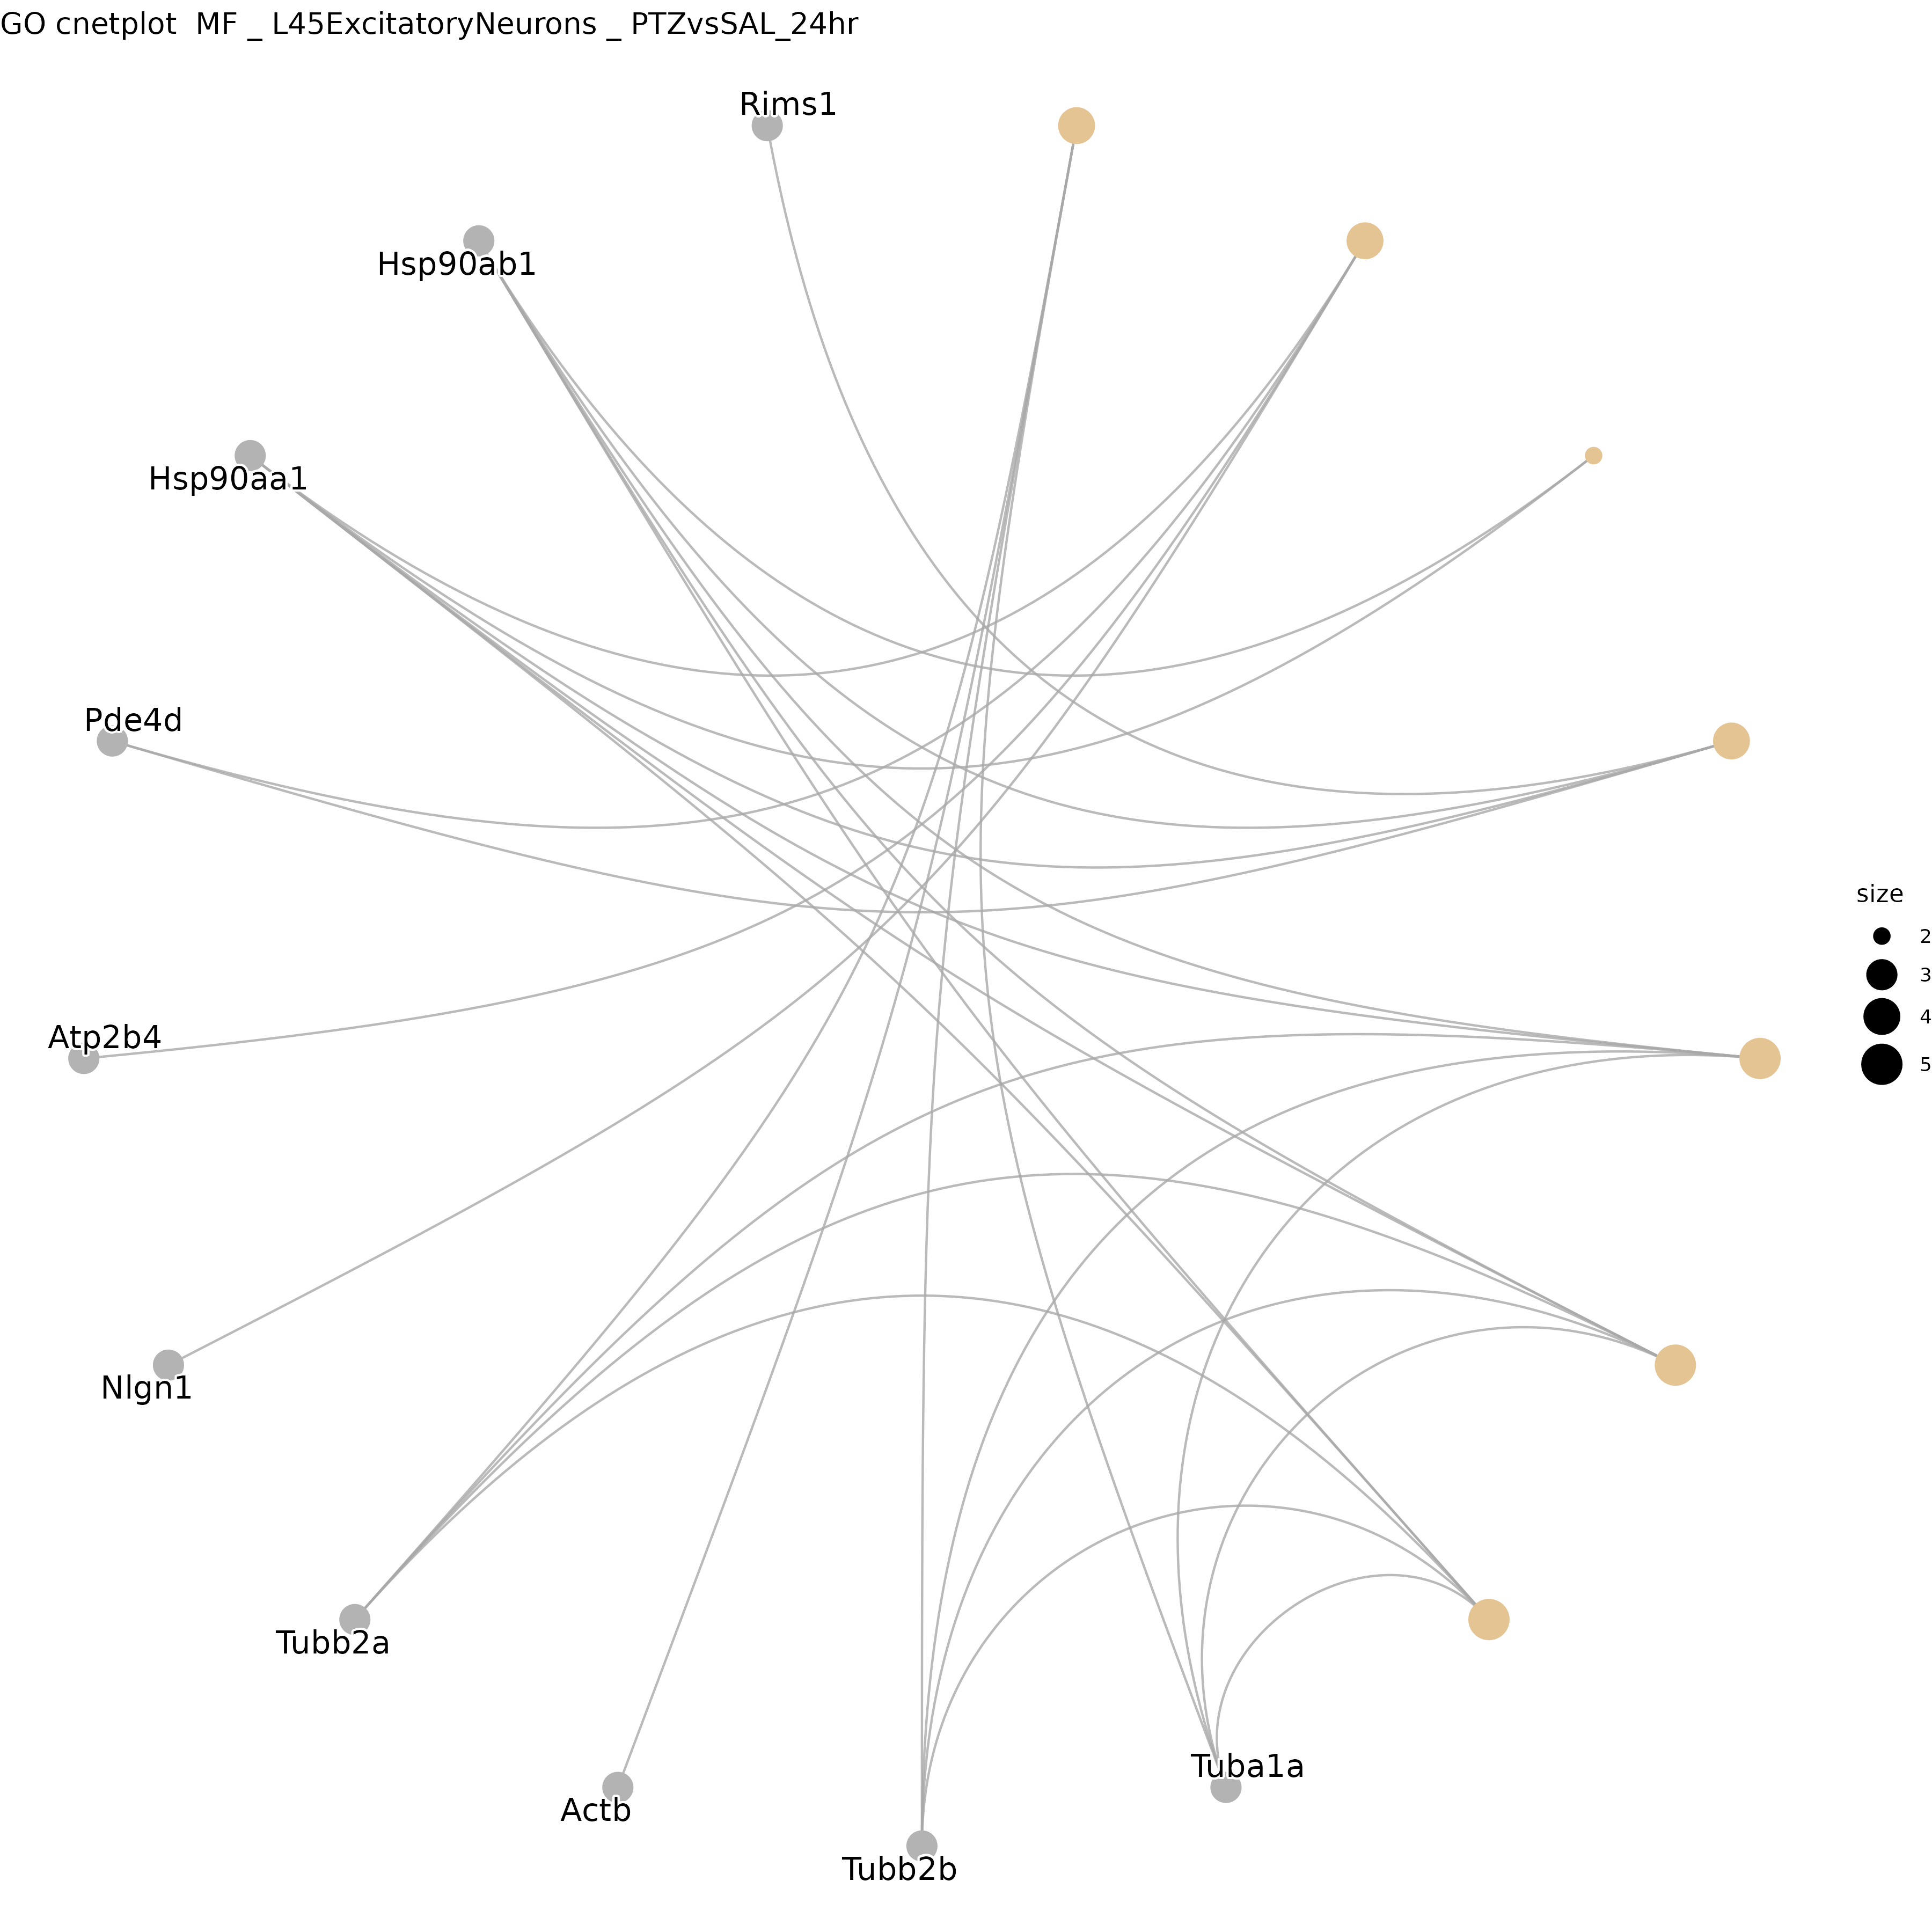 GO cnetplot  MF _ L45ExcitatoryNeurons _ PTZvsSAL_24hr
Rims1
Hsp90ab1
Hsp90aa1
Pde4d
size
2
3
4
5
Atp2b4
Nlgn1
Tubb2a
Tuba1a
Actb
Tubb2b